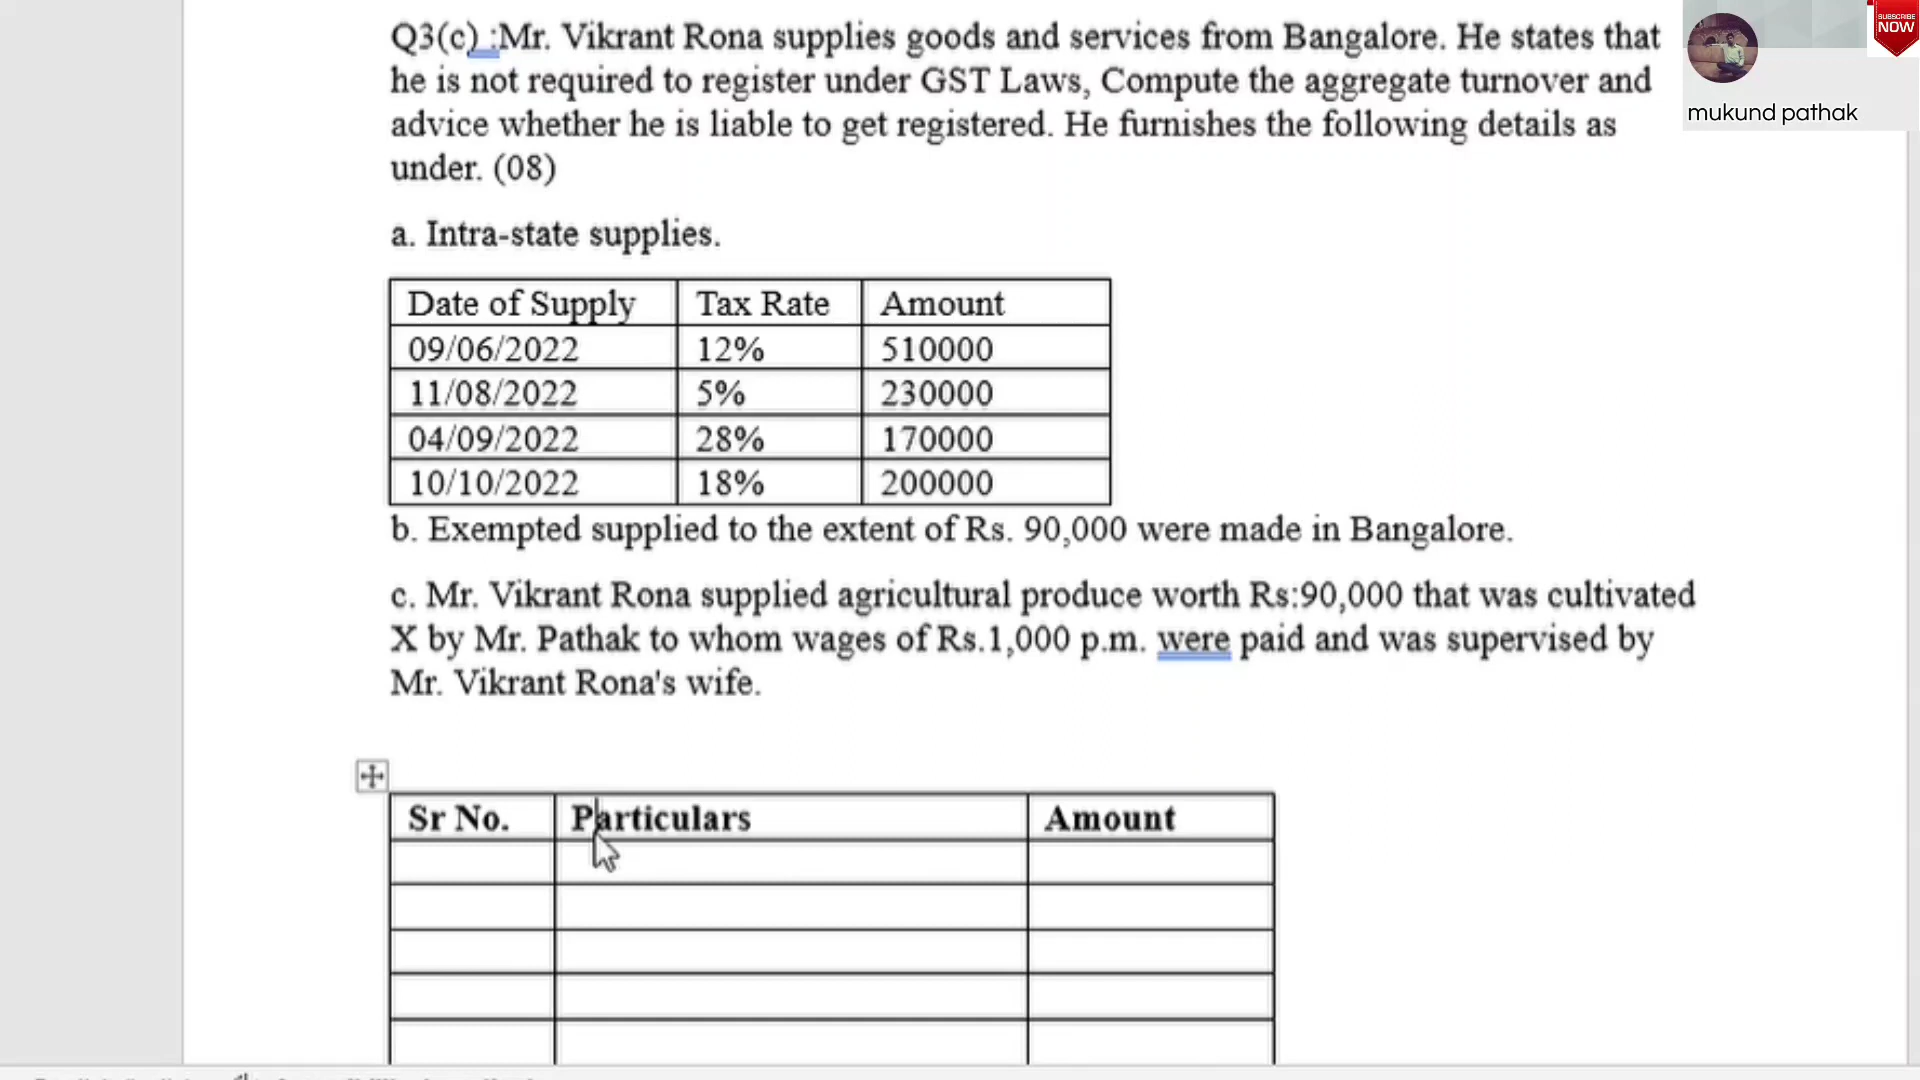 Q3(c) :Mr. Vikrant Rona supplies goods and services from Bangalore. He states that
he is not required to register under GST Laws, Compute the aggregate turnover and
advice whether he is liable to get registered. He furnishes the following details as
under. (08)
SUBSCRIBE
NOW
mukund pathak
a. Intra-state supplies.
Date of Supply Tax Rate Amount
09/06/2022 12% 510000
11/08/2022 5% 230000
04/09/2022 28% 170000
10/10/2022 18% 200000
b. Exempted supplied to the extent of Rs. 90,000 were made in Bangalore.
c. Mr. Vikrant Rona supplied agricultural produce worth Rs:90,000 that was cultivated
X by Mr. Pathak to whom wages of Rs.1,000 p.m. were paid and was supervised by
Mr. Vikrant Rona's wife.
Sr No. Particulars Amount